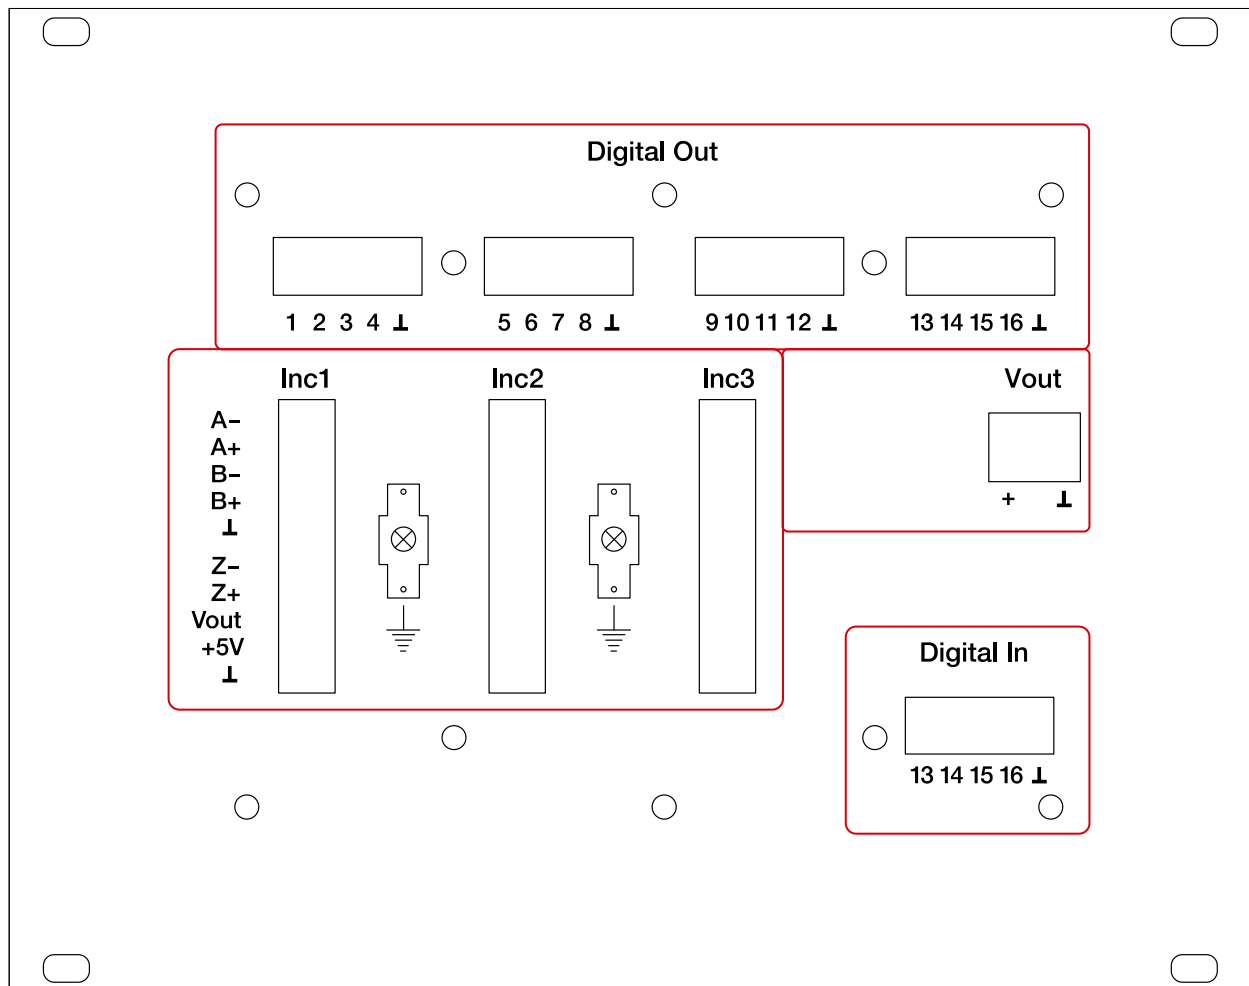 Digital Out
1 2 3 4 ⊥ 5 6 7 8 ⊥ 9 10 11 12 ⊥ 13 14 15 16 ⊥
Inc1 Inc2 Inc3 Vout
A−
A+
B−
B+
⊥
Z−
Z+
Vout
+5V
⊥
+ ⊥
Digital In
13 14 15 16 ⊥